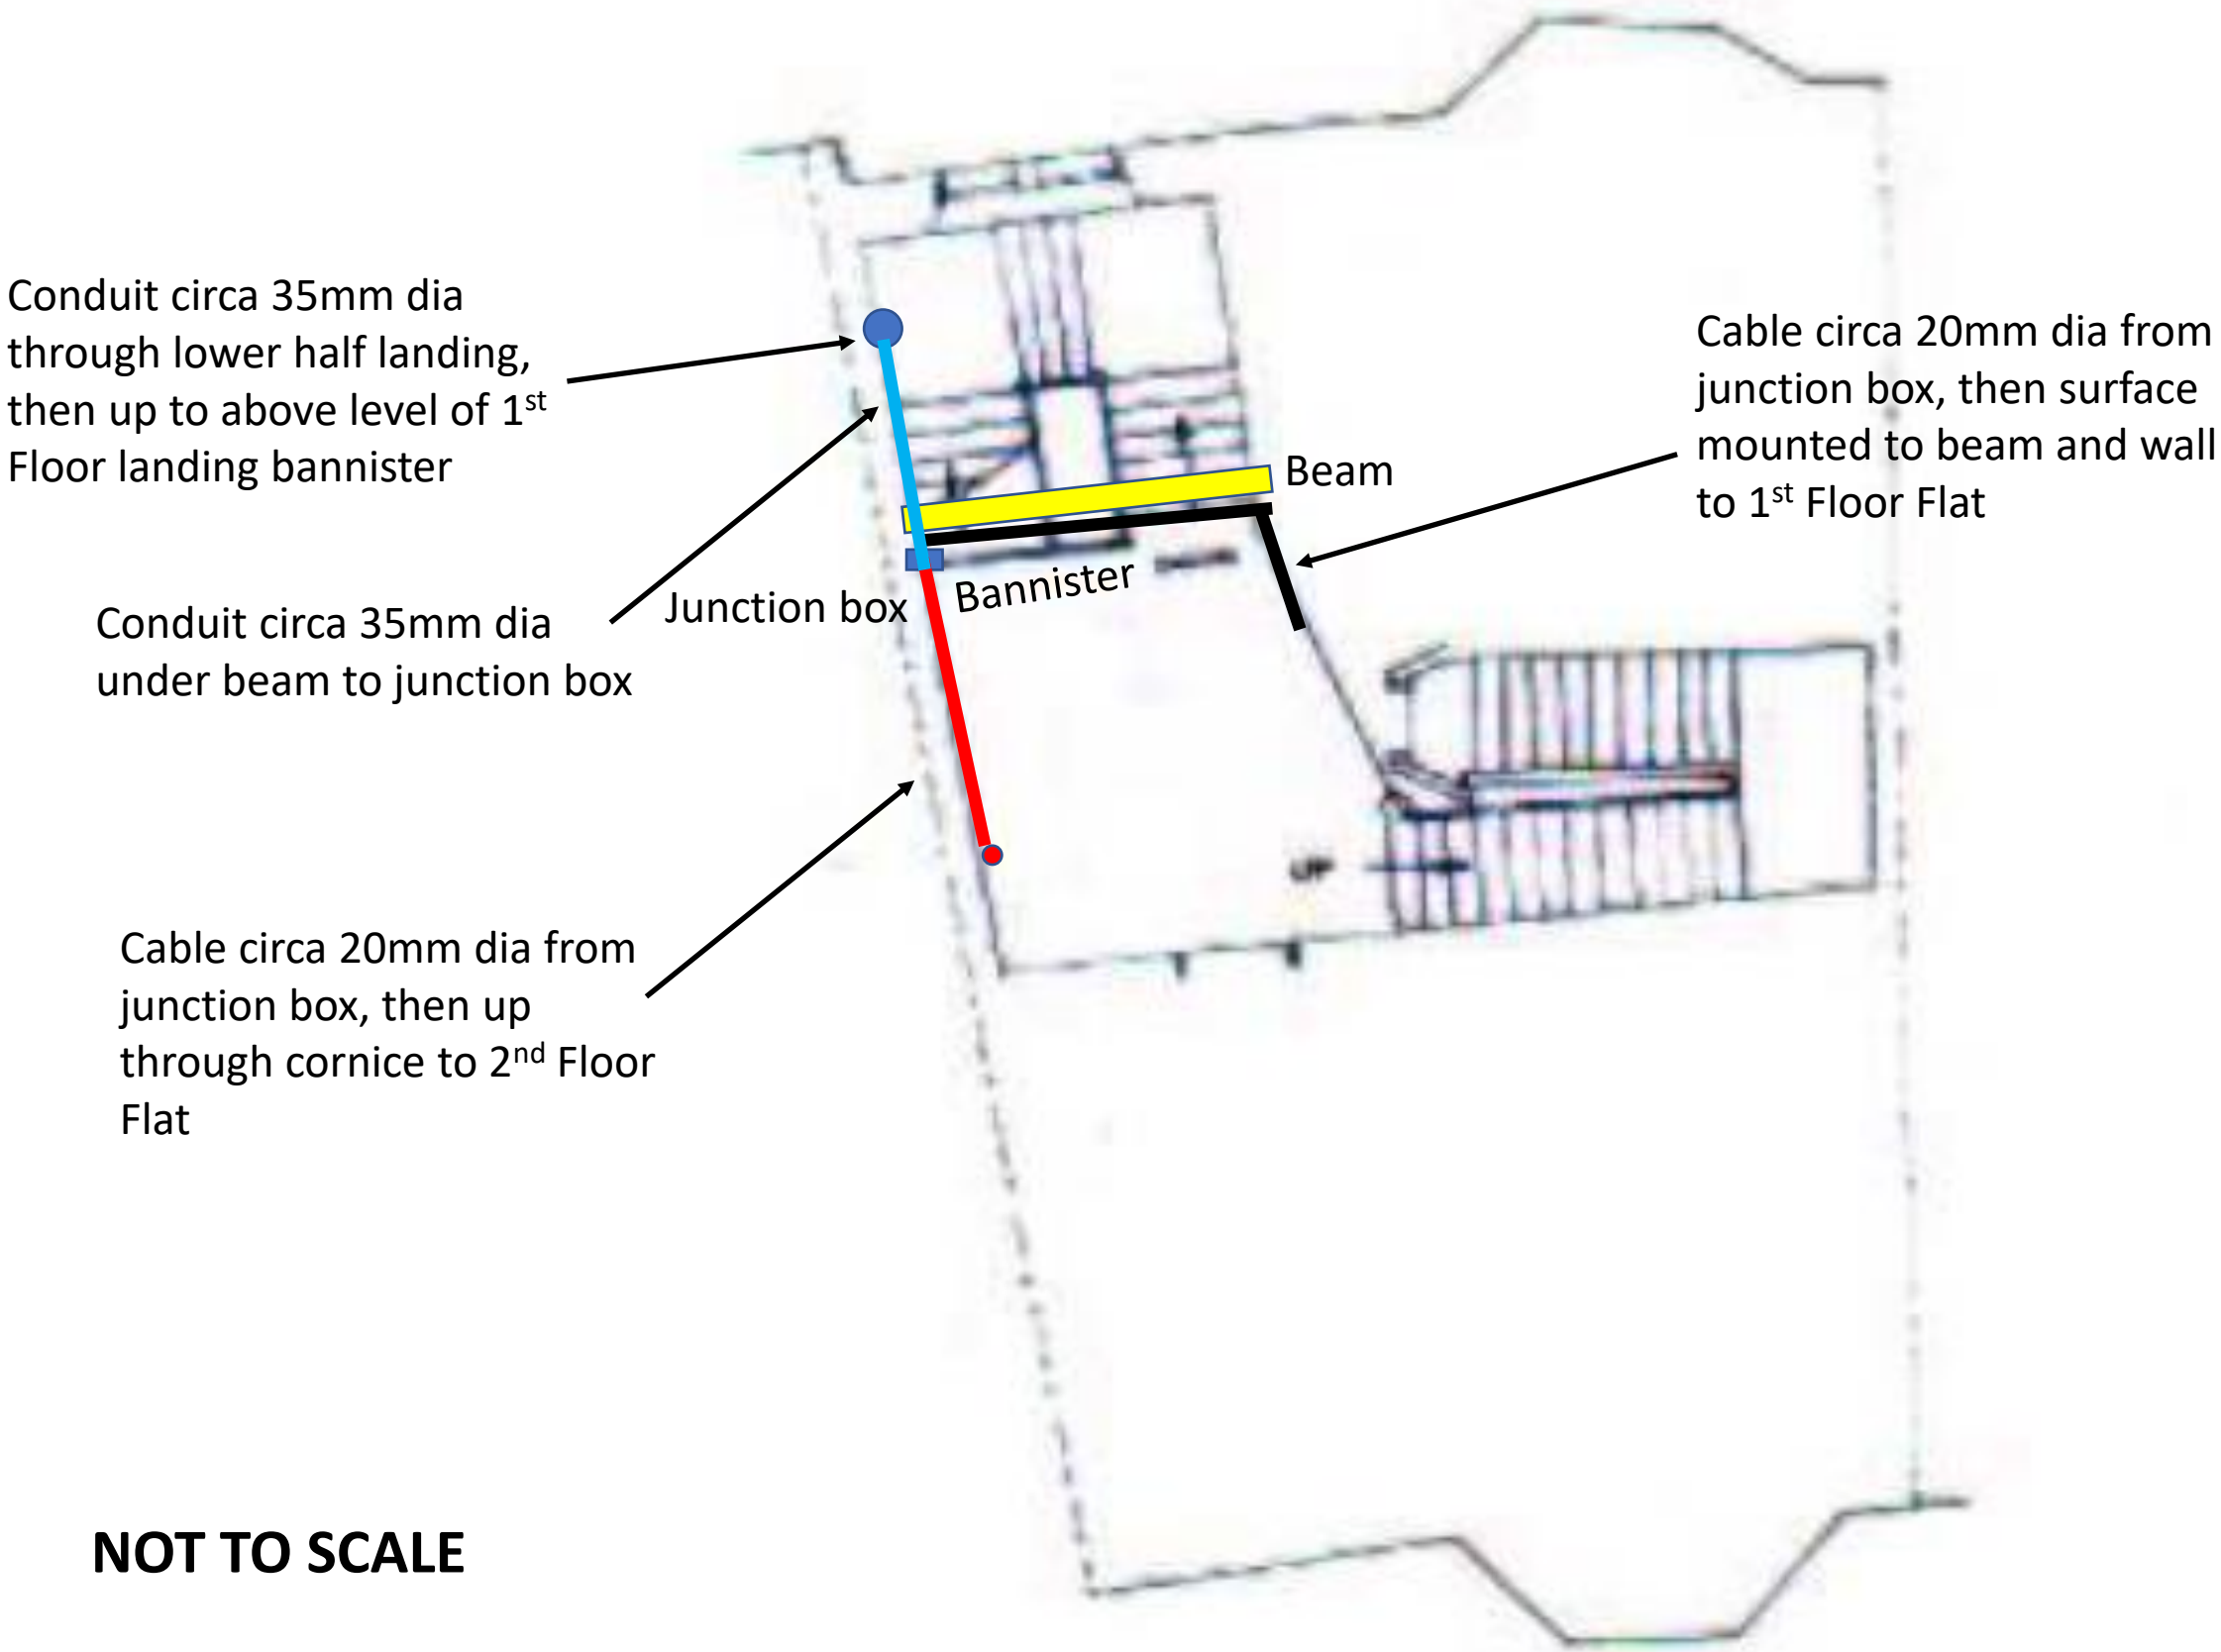 Conduit circa 35mm dia
through lower half landing,
then up to above level of 1st
Floor landing bannister
Cable circa 20mm dia from
junction box, then surface
mounted to beam and wall
to 1st Floor Flat
Beam
Bannister
Junction box
Conduit circa 35mm dia
under beam to junction box
UP
Cable circa 20mm dia from
junction box, then up
through cornice to 2nd Floor
Flat
NOT TO SCALE